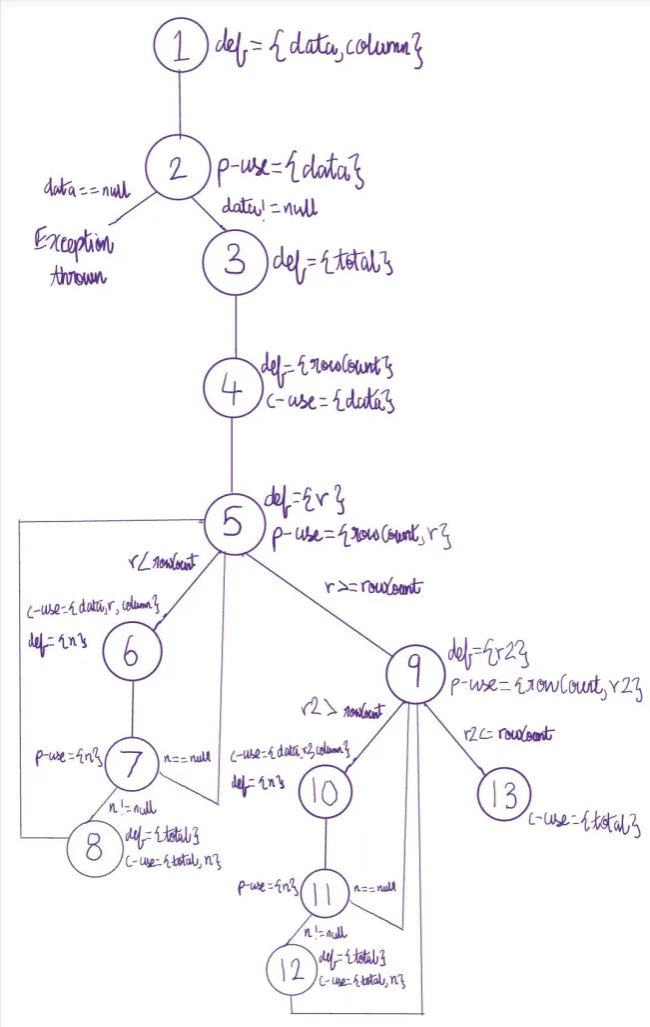 1 def = {data, column}
2 p-use={data}
data==null
data!=null
Exception
thrown
3 def={total}
def={rowCount}
4
c-use={data}
def={r}
5
p-use={rowCount, r}
r<rowCount
r>=rowCount
c-use={data, r, column}
def={n}
6
def={r2}
9
p-use={rowCount, r2}
r2>rowCount
r2<=rowCount
p-use={n} 7 n==null
c-use={data, r2, column}
def={n} 10
13
c-use={total}
n!=null
def={total}
8
c-use={total, n}
p-use={n} 11 n==null
n!=null
def={total}
12
c-use={total, n}